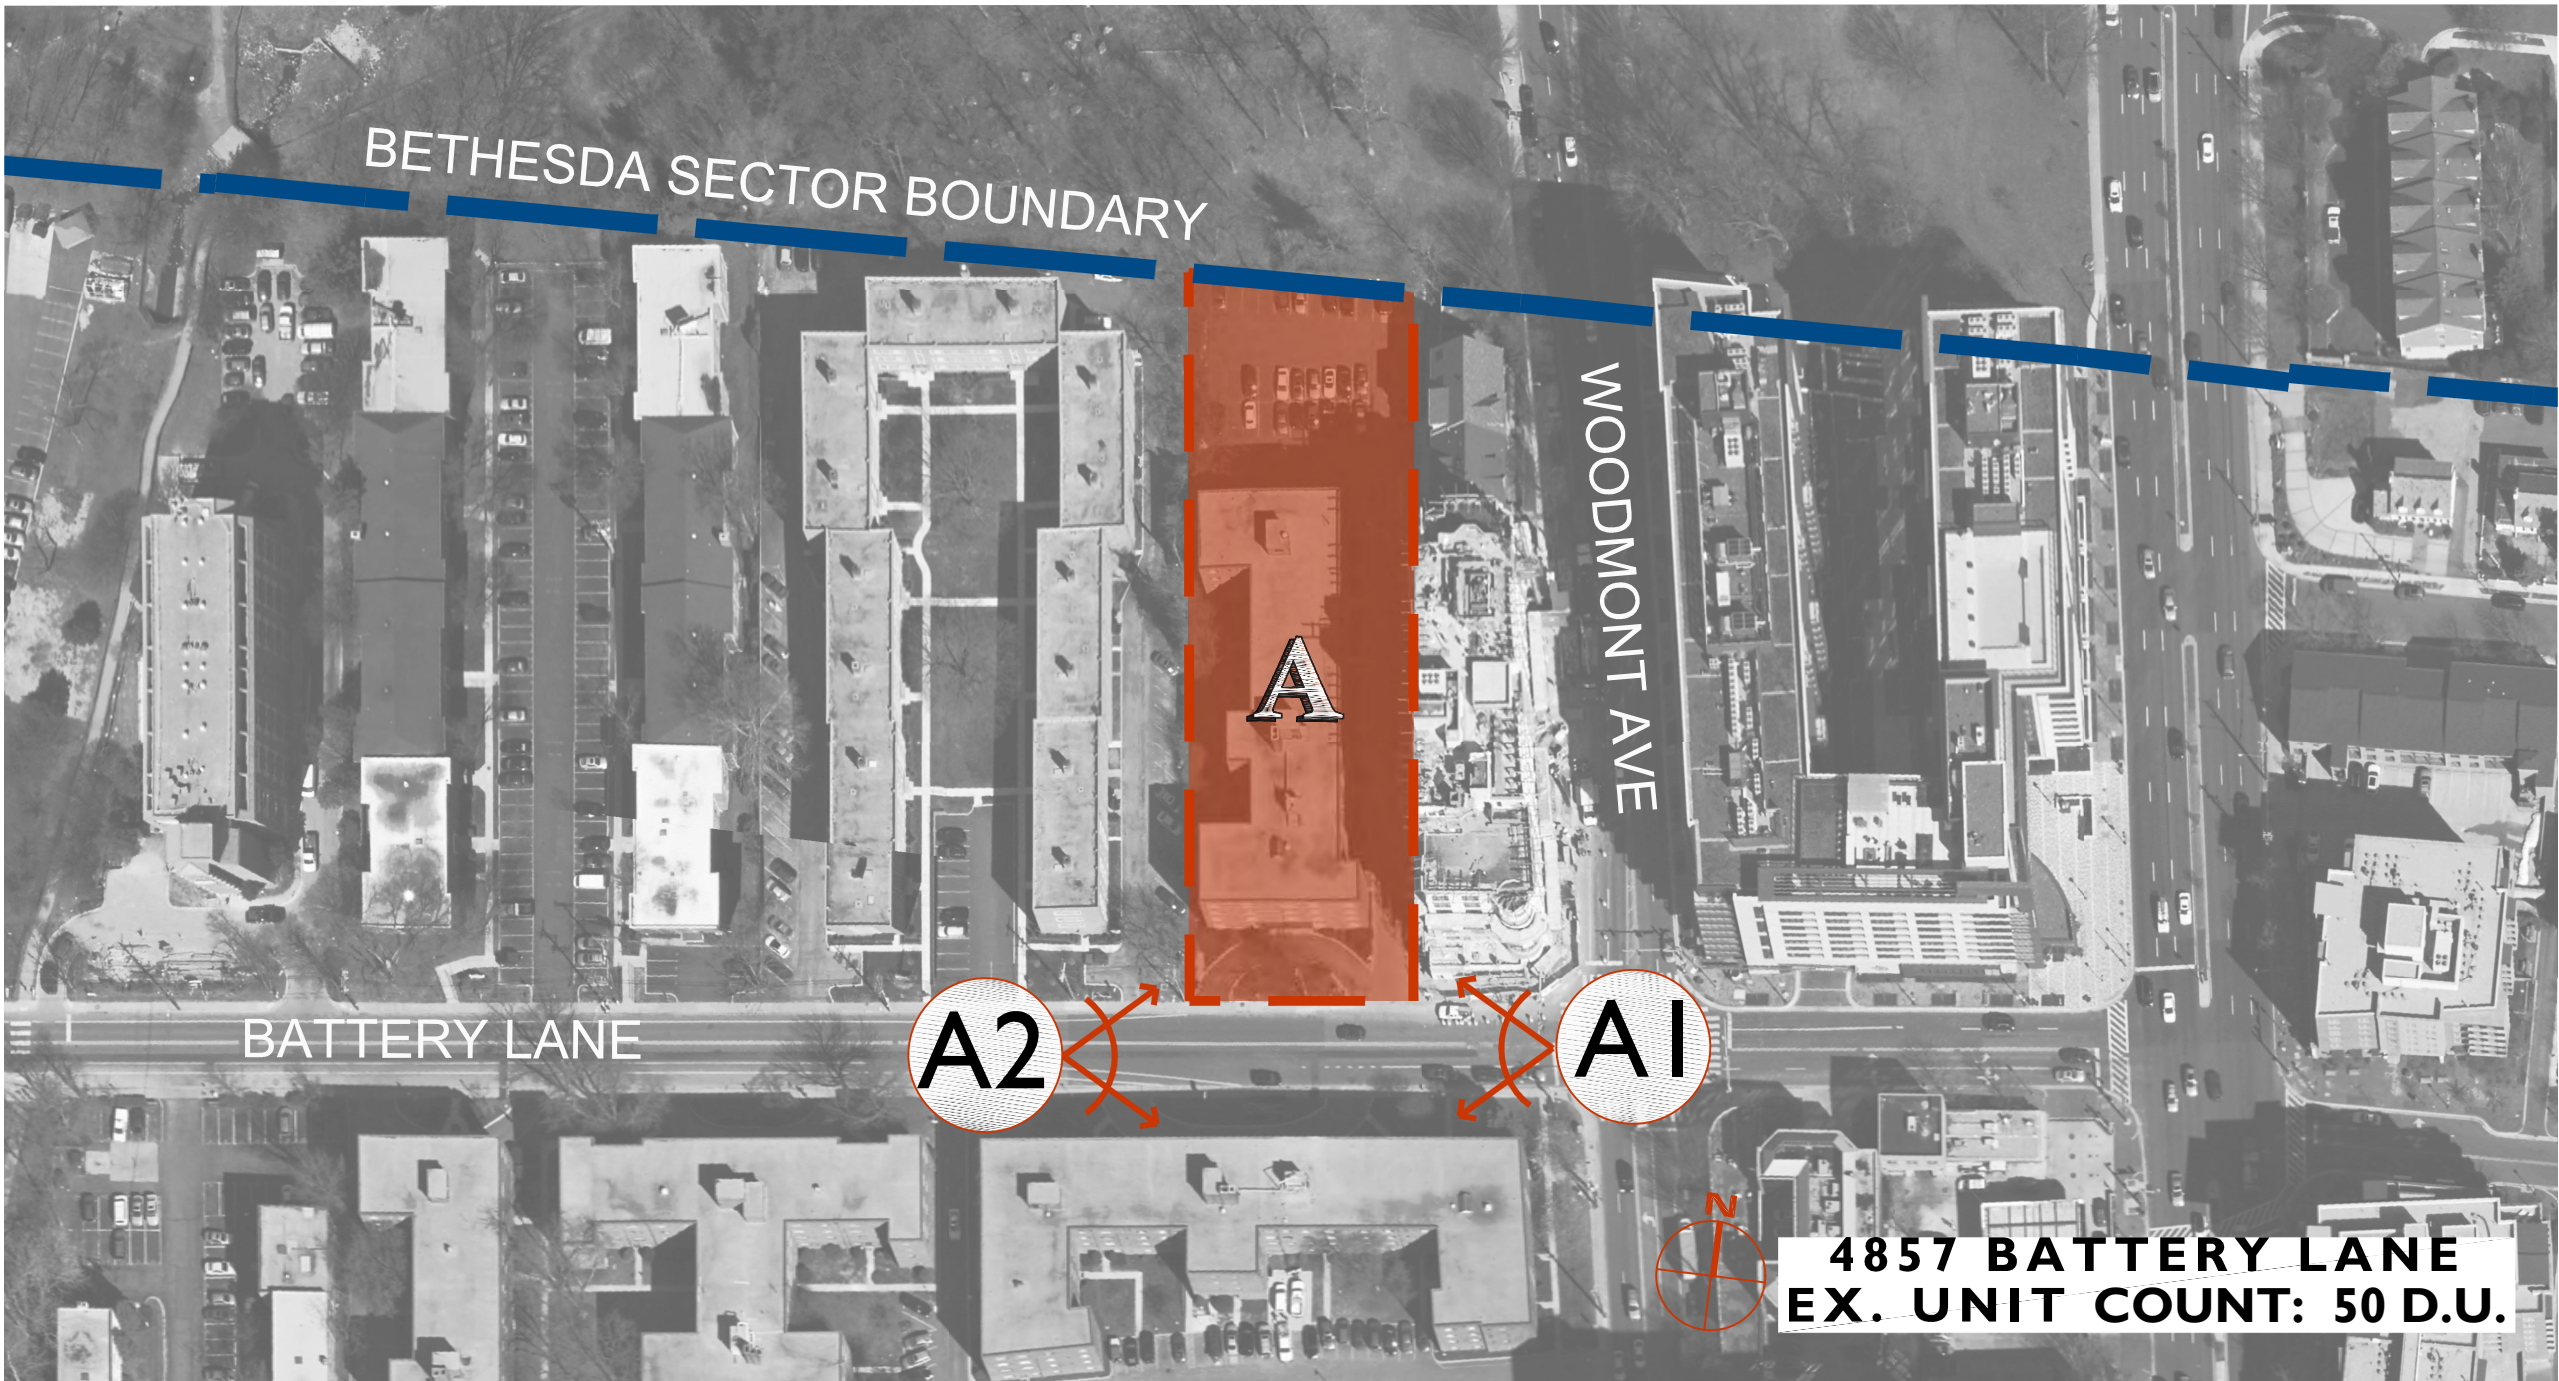 BETHESDA SECTOR BOUNDARY
WOODMONT AVE
A
BATTERY LANE
A2
A1
N
4857 BATTERY LANE
EX. UNIT COUNT: 50 D.U.